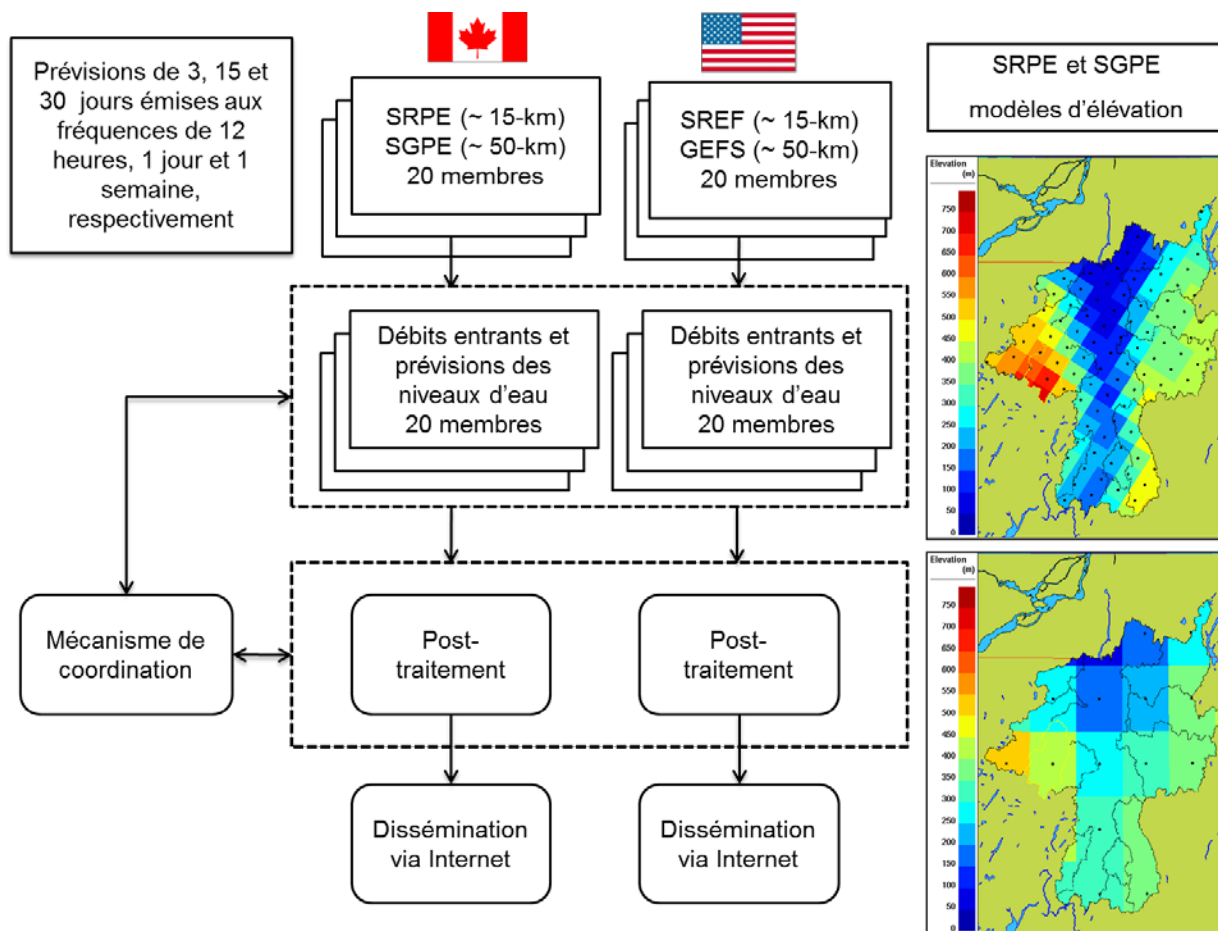 Prévisions de 3, 15 et
30 jours émises aux
fréquences de 12
heures, 1 jour et 1
semaine,
respectivement
SRPE (~ 15-km)
SGPE (~ 50-km)
20 membres
SREF (~ 15-km)
GEFS (~ 50-km)
20 membres
SRPE et SGPE
modèles d'élévation
Débits entrants et
prévisions des
niveaux d'eau
20 membres
Débits entrants et
prévisions des
niveaux d'eau
20 membres
Mécanisme de
coordination
Post-
traitement
Post-
traitement
Dissémination
via Internet
Dissémination
via Internet
Elevation
(m)
750
700
650
600
550
500
450
400
350
300
250
200
150
100
50
0
Elevation
(m)
750
700
650
600
550
500
450
400
350
300
250
200
150
100
50
0